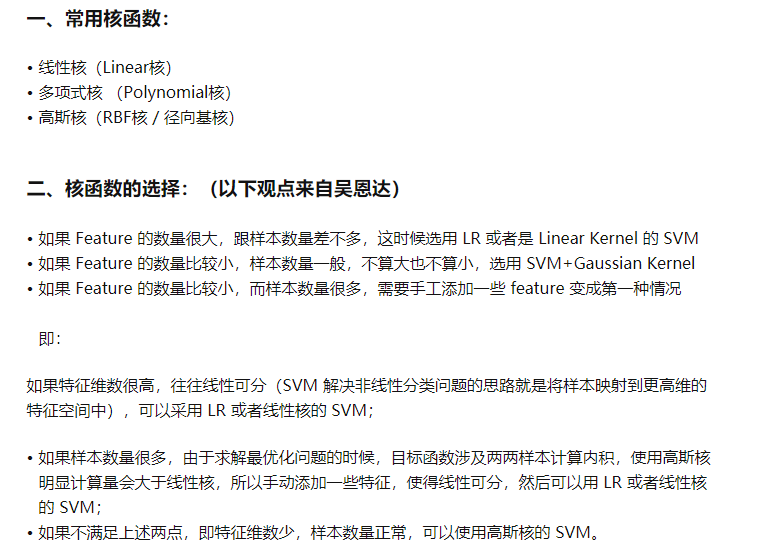 一、常用核函数：
• 线性核（Linear核）
• 多项式核 （Polynomial核）
• 高斯核（RBF核 / 径向基核）
二、核函数的选择：（以下观点来自吴恩达）
• 如果 Feature 的数量很大，跟样本数量差不多，这时候选用 LR 或者是 Linear Kernel 的 SVM
• 如果 Feature 的数量比较小，样本数量一般，不算大也不算小，选用 SVM+Gaussian Kernel
• 如果 Feature 的数量比较小，而样本数量很多，需要手工添加一些 feature 变成第一种情况
即：
如果特征维数很高，往往线性可分（SVM 解决非线性分类问题的思路就是将样本映射到更高维的
特征空间中），可以采用 LR 或者线性核的 SVM；
• 如果样本数量很多，由于求解最优化问题的时候，目标函数涉及两两样本计算内积，使用高斯核
明显计算量会大于线性核，所以手动添加一些特征，使得线性可分，然后可以用 LR 或者线性核
的 SVM；
• 如果不满足上述两点，即特征维数少，样本数量正常，可以使用高斯核的 SVM。